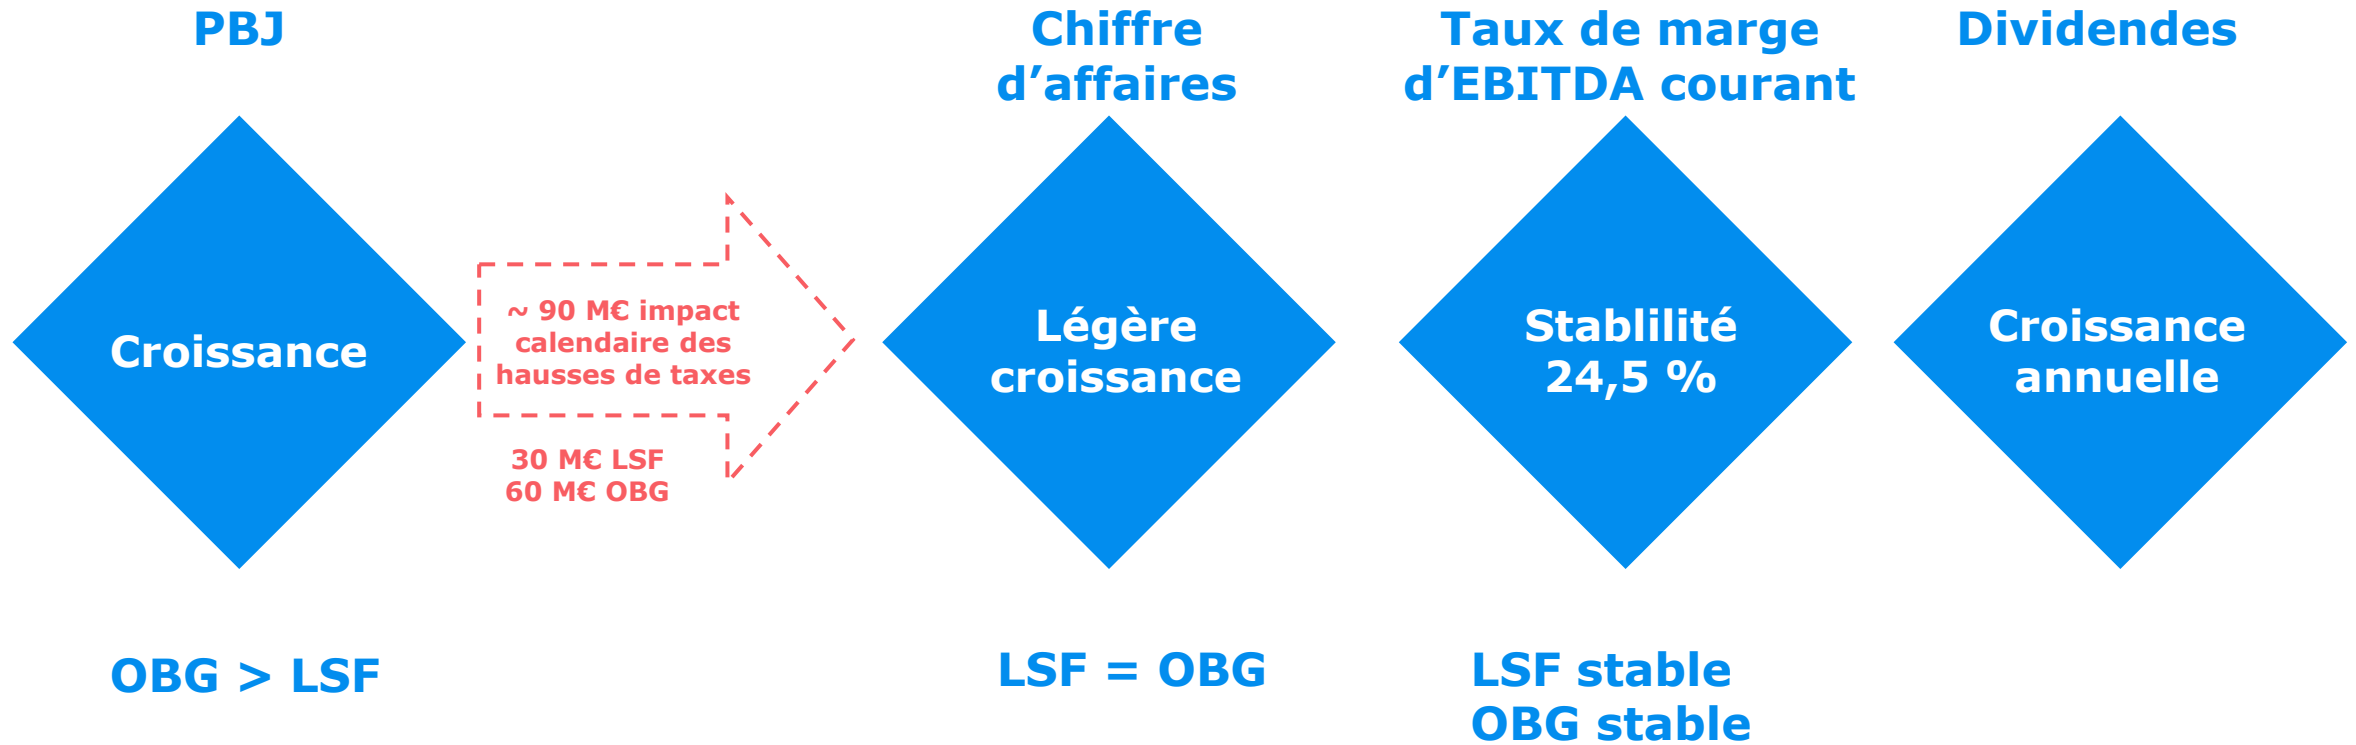 PBJ
Croissance
OBG > LSF
~ 90 M€ impact
calendaire des
hausses de taxes
30 M€ LSF
60 M€ OBG
Chiffre
d’affaires
Légère
croissance
LSF = OBG
Taux de marge
d’EBITDA courant
Stablilité
24,5 %
LSF stable
OBG stable
Dividendes
Croissance
annuelle